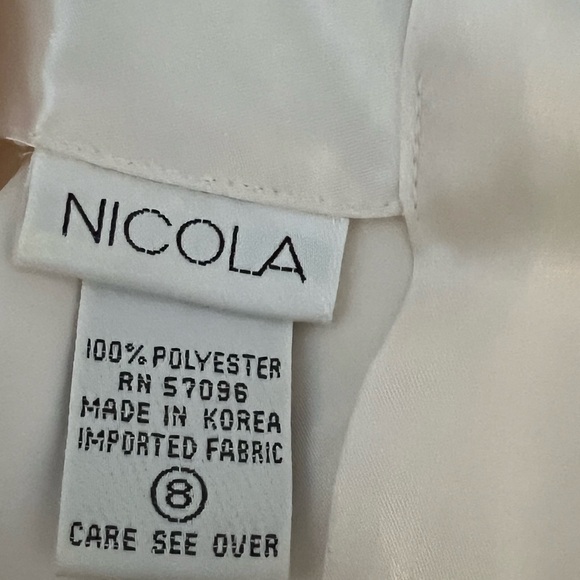 NICOLA
100% POLYESTER
RN 57096
MADE IN KOREA
IMPORTED FABRIC
8
CARE SEE OVER